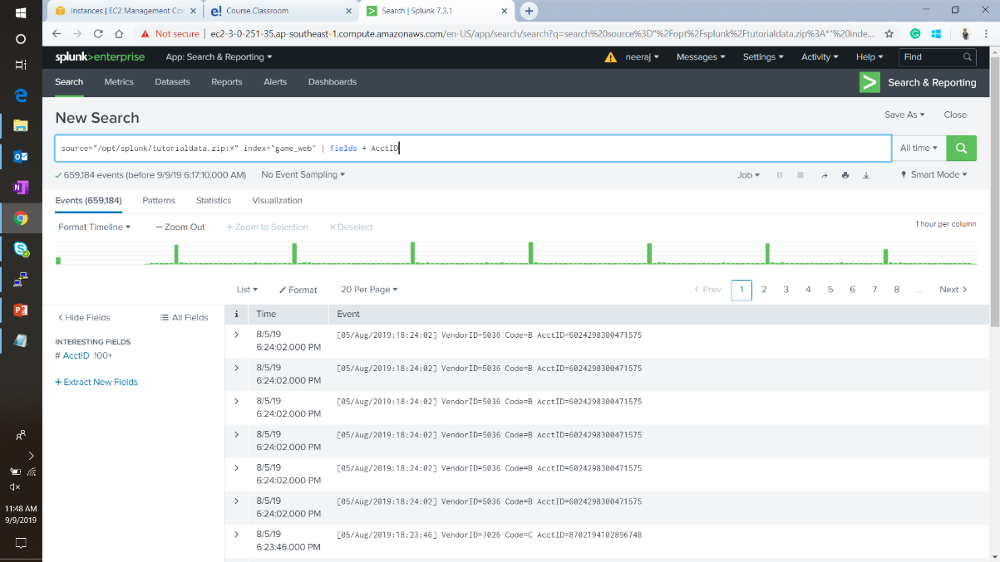 Instances | EC2 Management Cor
Course Classroom
Search | Splunk 7.3.1
Not secure | ec2-3-0-251-35.ap-southeast-1.compute.amazonaws.com/en-US/app/search/search?q=search%20source%3D"%2Fopt%2Fsplunk%2Ftutorialdata.zip%3A*"%20inde...
splunk>enterprise App: Search & Reporting neeraj Messages Settings Activity Help Find
Search Metrics Datasets Reports Alerts Dashboards Search & Reporting
New Search Save As Close
source="/opt/splunk/tutorialdata.zip:*" index="game_web" | fields + AcctID All time
659,184 events (before 9/9/19 6:17:10.000 AM) No Event Sampling Job Smart Mode
Events (659,184) Patterns Statistics Visualization
Format Timeline — Zoom Out + Zoom to Selection × Deselect 1 hour per column
List Format 20 Per Page < Prev 1 2 3 4 5 6 7 8 ... Next >
< Hide Fields All Fields i Time Event
INTERESTING FIELDS
# AcctID 100+
+ Extract New Fields
> 8/5/19 [05/Aug/2019:18:24:02] VendorID=5036 Code=B AcctID=6024298300471575
6:24:02.000 PM
> 8/5/19 [05/Aug/2019:18:24:02] VendorID=5036 Code=B AcctID=6024298300471575
6:24:02.000 PM
> 8/5/19 [05/Aug/2019:18:24:02] VendorID=5036 Code=B AcctID=6024298300471575
6:24:02.000 PM
> 8/5/19 [05/Aug/2019:18:24:02] VendorID=5036 Code=B AcctID=6024298300471575
6:24:02.000 PM
> 8/5/19 [05/Aug/2019:18:24:02] VendorID=5036 Code=B AcctID=6024298300471575
6:24:02.000 PM
> 8/5/19 [05/Aug/2019:18:24:02] VendorID=5036 Code=B AcctID=6024298300471575
6:24:02.000 PM
> 8/5/19 [05/Aug/2019:18:23:46] VendorID=7026 Code=C AcctID=8702194102896748
6:23:46.000 PM
11:48 AM
9/9/2019